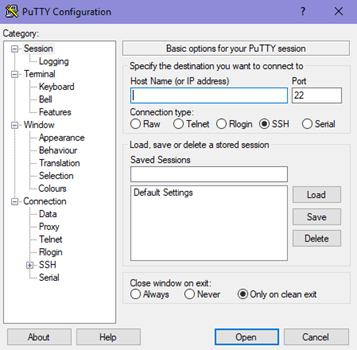 PuTTY Configuration
?
Category:
Session
Logging
Terminal
Keyboard
Bell
Features
Window
Appearance
Behaviour
Translation
Selection
Colours
Connection
Data
Proxy
Telnet
Rlogin
SSH
Serial
Basic options for your PuTTY session
Specify the destination you want to connect to
Host Name (or IP address) Port
22
Connection type:
Raw Telnet Rlogin SSH Serial
Load, save or delete a stored session
Saved Sessions
Default Settings
Load
Save
Delete
Close window on exit:
Always Never Only on clean exit
About Help Open Cancel